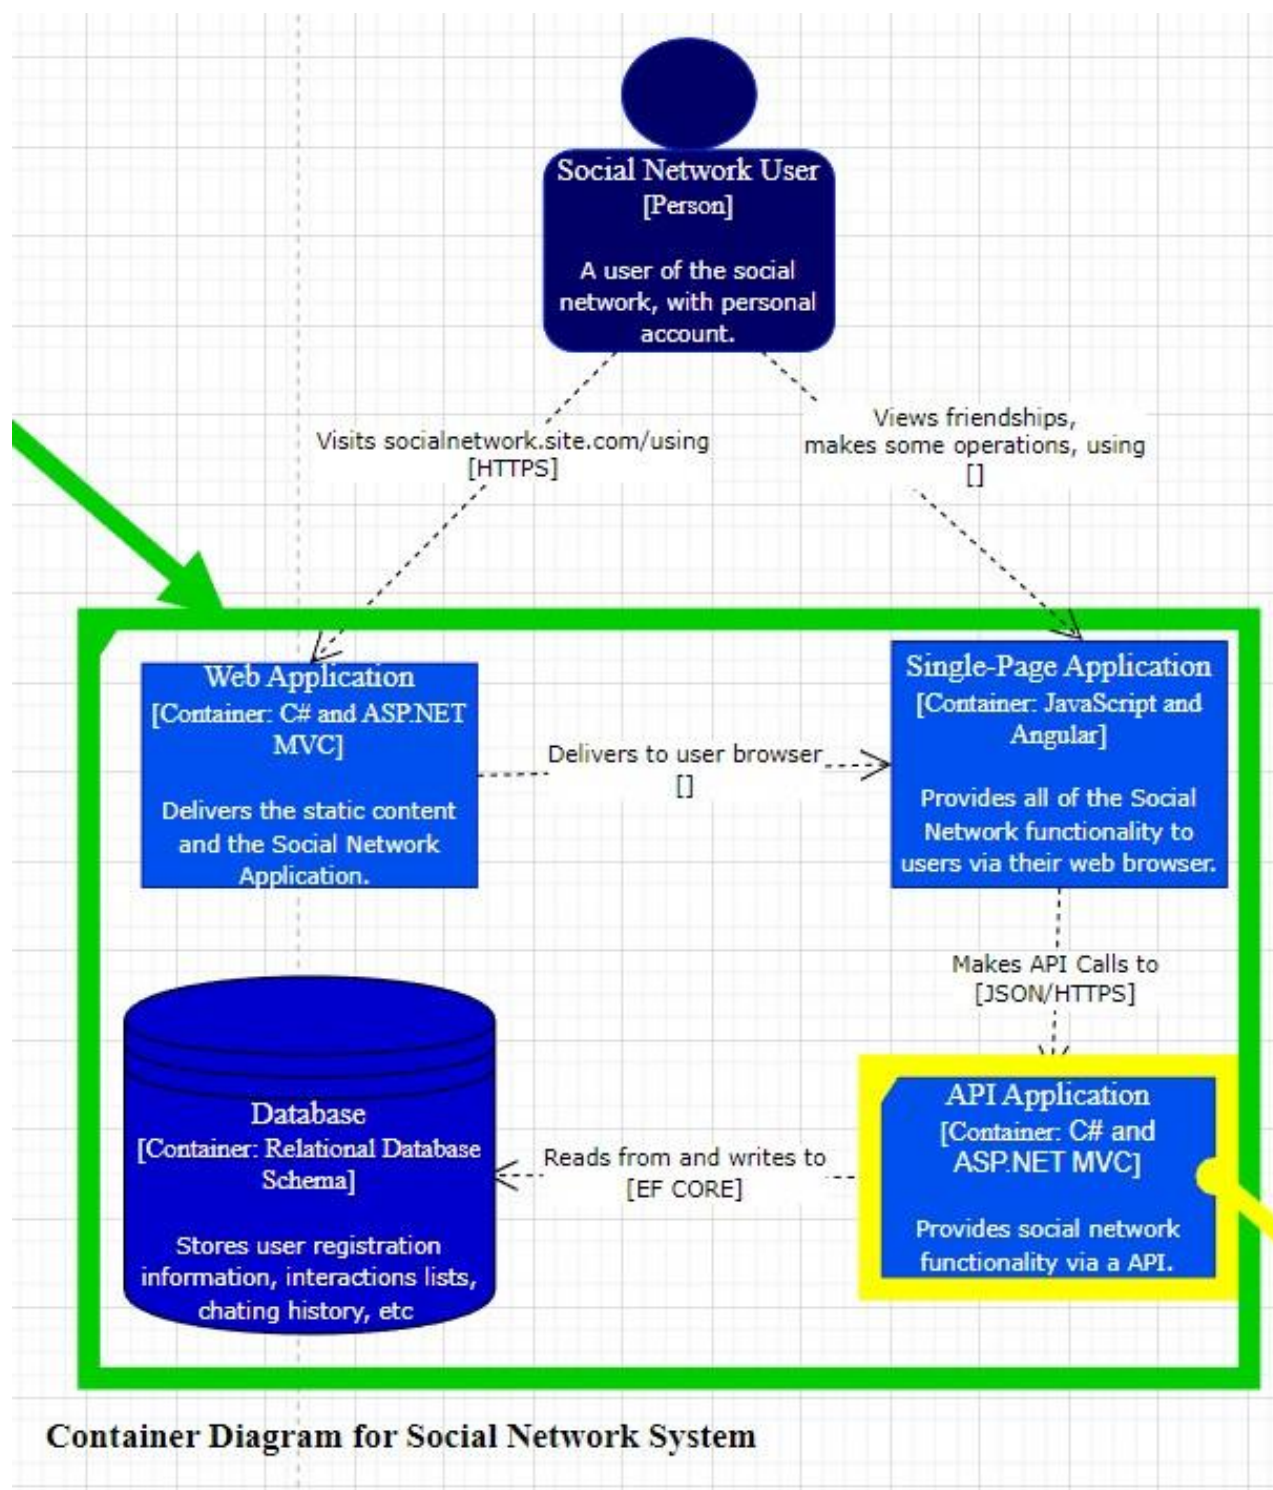 Social Network User
[Person]
A user of the social
network, with personal
account.
Visits socialnetwork.site.com/using
[HTTPS]
Views friendships,
makes some operations, using
[]
Web Application
[Container: C# and ASP.NET
MVC]
Delivers the static content
and the Social Network
Application.
Delivers to user browser
[]
Single-Page Application
[Container: JavaScript and
Angular]
Provides all of the Social
Network functionality to
users via their web browser.
Makes API Calls to
[JSON/HTTPS]
Database
[Container: Relational Database
Schema]
Stores user registration
information, interactions lists,
chating history, etc
Reads from and writes to
[EF CORE]
API Application
[Container: C# and
ASP.NET MVC]
Provides social network
functionality via a API.
Container Diagram for Social Network System